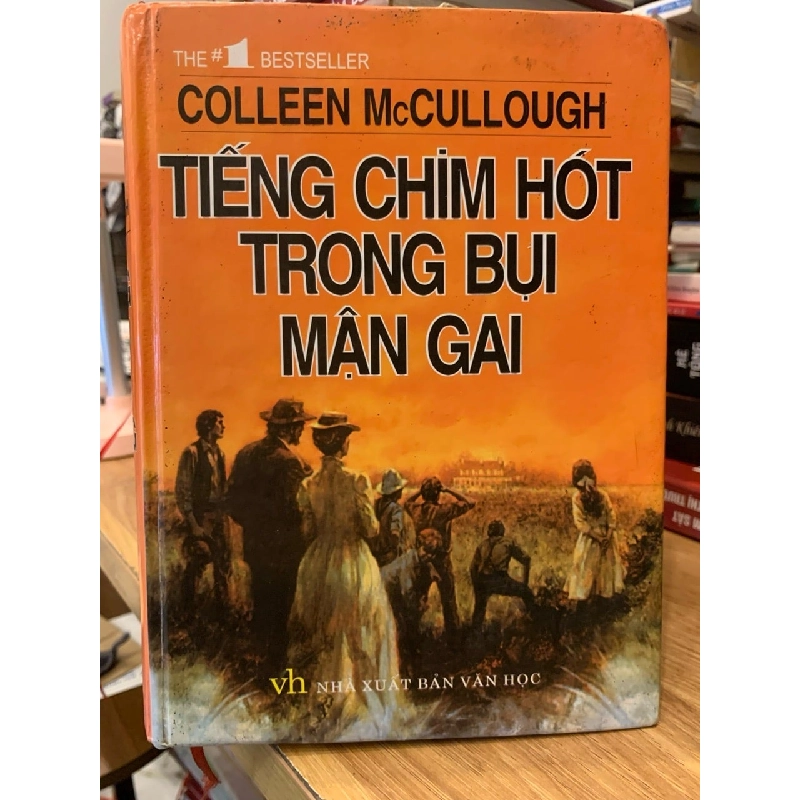 THE #1 BESTSELLER
COLLEEN McCULLOUGH
TIẾNG CHIM HÓT
TRONG BỤI
MẬN GAI
vh NHÀ XUẤT BẢN VĂN HỌC